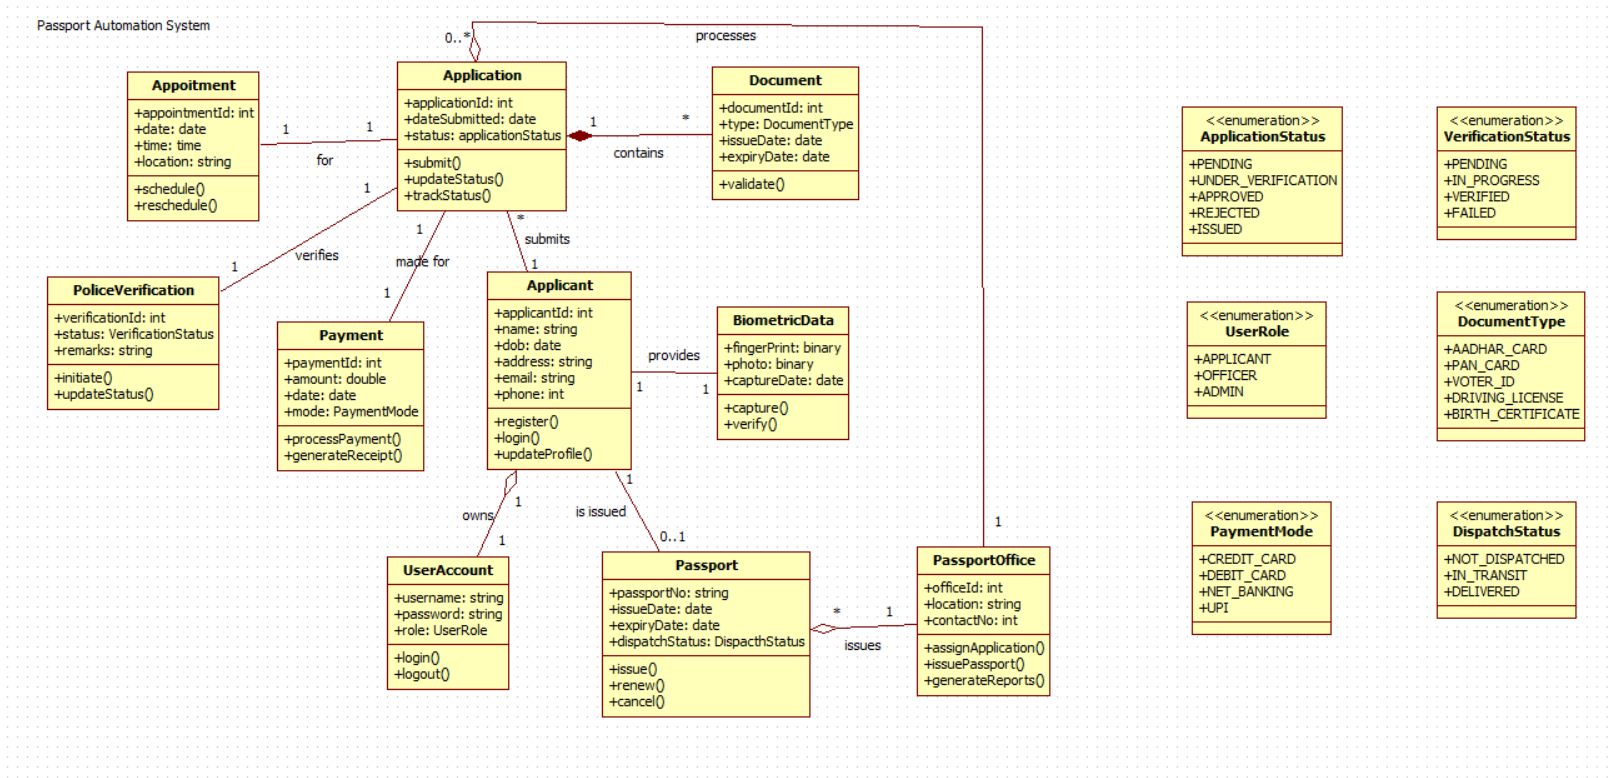 Passport Automation System
0..*
processes
Appoitment
+appointmentId: int
+date: date
+time: time
+location: string
+schedule()
+reschedule()
1
1
for
Application
+applicationId: int
+dateSubmitted: date
+status: applicationStatus
+submit()
+updateStatus()
+trackStatus()
1
*
contains
Document
+documentId: int
+type: DocumentType
+issueDate: date
+expiryDate: date
+validate()
<<enumeration>>
ApplicationStatus
+PENDING
+UNDER_VERIFICATION
+APPROVED
+REJECTED
+ISSUED
<<enumeration>>
VerificationStatus
+PENDING
+IN_PROGRESS
+VERIFIED
+FAILED
1
verifies
1
1
made for
1
*
submits
1
PoliceVerification
+verificationId: int
+status: VerificationStatus
+remarks: string
+initiate()
+updateStatus()
Payment
+paymentId: int
+amount: double
+date: date
+mode: PaymentMode
+processPayment()
+generateReceipt()
Applicant
+applicantId: int
+name: string
+dob: date
+address: string
+email: string
+phone: int
+register()
+login()
+updateProfile()
provides
1
1
BiometricData
+fingerPrint: binary
+photo: binary
+captureDate: date
+capture()
+verify()
<<enumeration>>
UserRole
+APPLICANT
+OFFICER
+ADMIN
<<enumeration>>
DocumentType
+AADHAR_CARD
+PAN_CARD
+VOTER_ID
+DRIVING_LICENSE
+BIRTH_CERTIFICATE
1
owns
1
1
is issued
0..1
1
UserAccount
+username: string
+password: string
+role: UserRole
+login()
+logout()
Passport
+passportNo: string
+issueDate: date
+expiryDate: date
+dispatchStatus: DispacthStatus
+issue()
+renew()
+cancel()
*
1
issues
PassportOffice
+officeId: int
+location: string
+contactNo: int
+assignApplication()
+issuePassport()
+generateReports()
<<enumeration>>
PaymentMode
+CREDIT_CARD
+DEBIT_CARD
+NET_BANKING
+UPI
<<enumeration>>
DispatchStatus
+NOT_DISPATCHED
+IN_TRANSIT
+DELIVERED